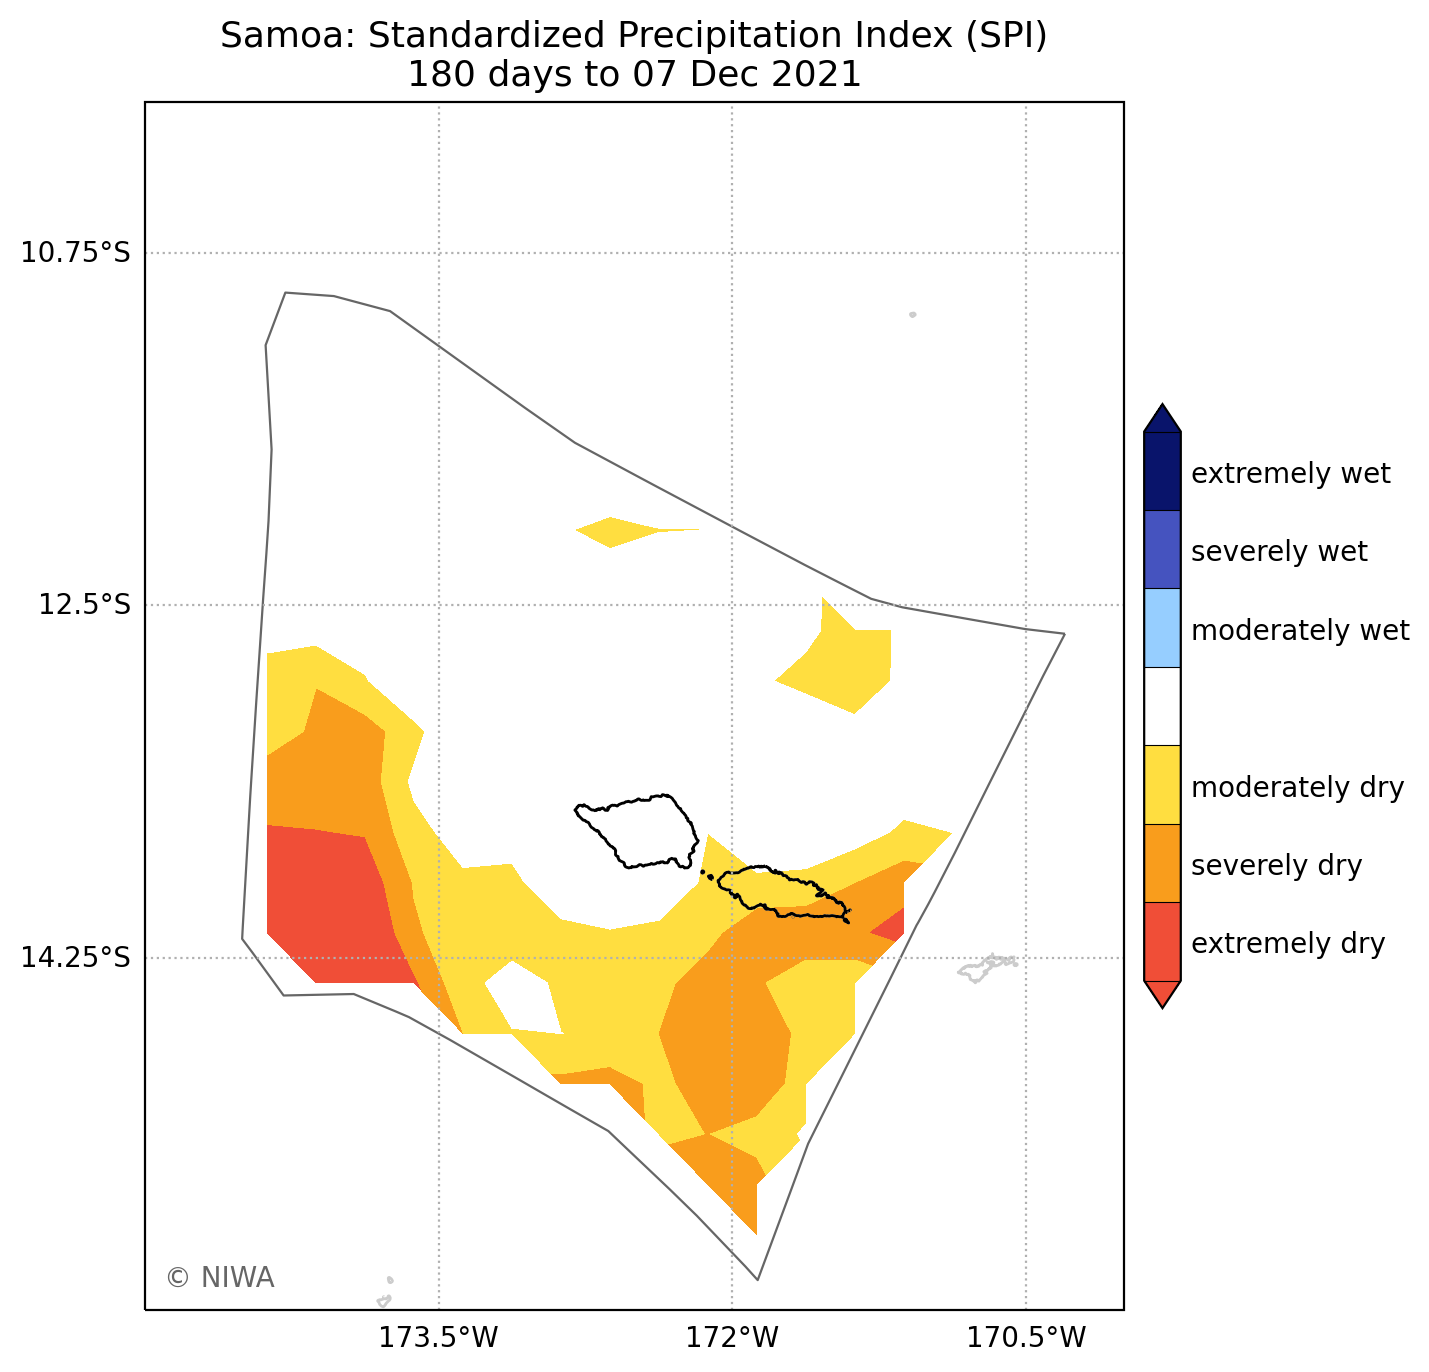 Samoa: Standardized Precipitation Index (SPI)
180 days to 07 Dec 2021
10.75°S
12.5°S
14.25°S
173.5°W
172°W
170.5°W
extremely wet
severely wet
moderately wet
moderately dry
severely dry
extremely dry
© NIWA